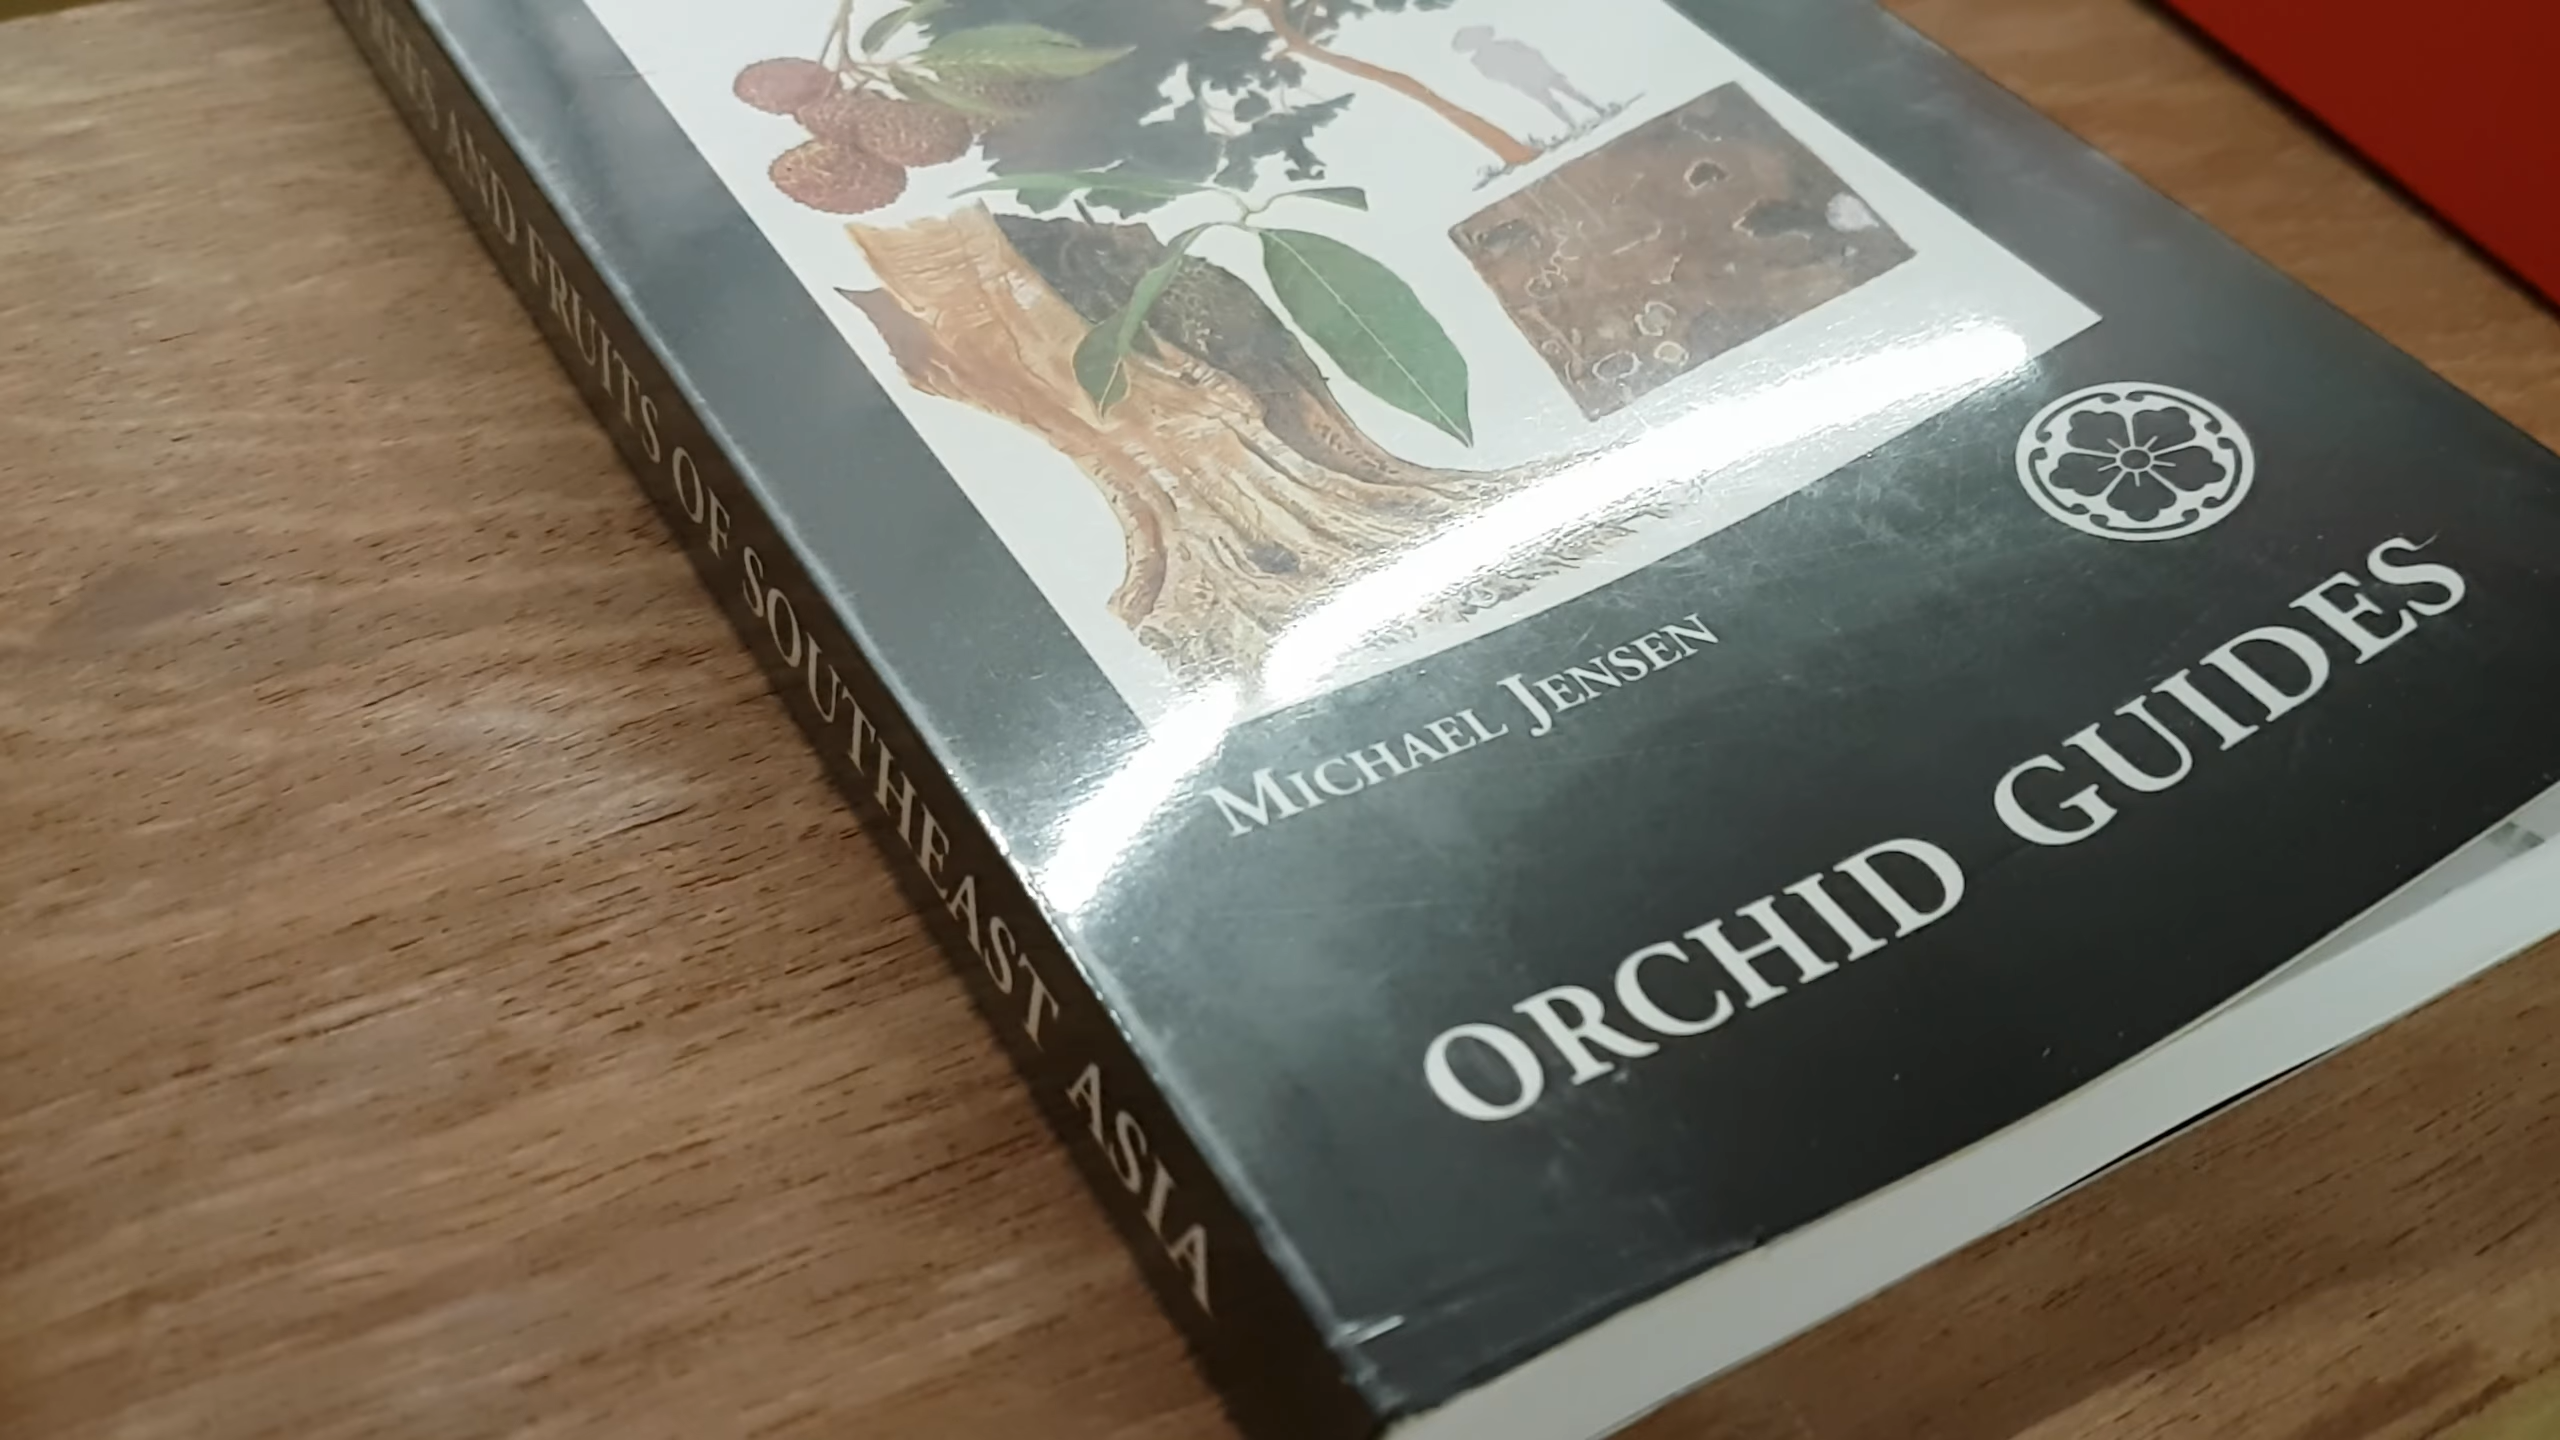 AND FRUITS OF SOUTHEAST ASIA
MICHAEL JENSEN
ORCHID GUIDES